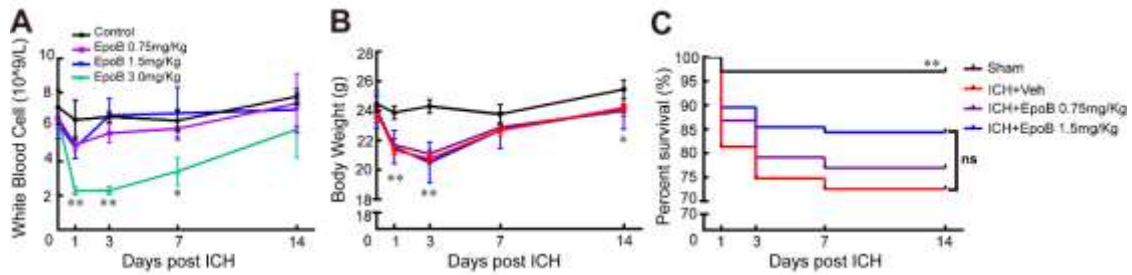 A
Control
EpoB 0.75mg/Kg
EpoB 1.5mg/Kg
EpoB 3.0mg/Kg
White Blood Cell (10^9/L)
10
8
6
4
2
0
**
**
*
1
3
7
14
Days post ICH
B
Body Weight (g)
28
26
24
22
20
18
18
0
**
**
*
1
3
7
14
Days post ICH
C
Percent survival (%)
100
95
90
85
80
75
70
70
0
**
ns
1
3
7
14
Days post ICH
Sham
ICH+Veh
ICH+EpoB 0.75mg/Kg
ICH+EpoB 1.5mg/Kg